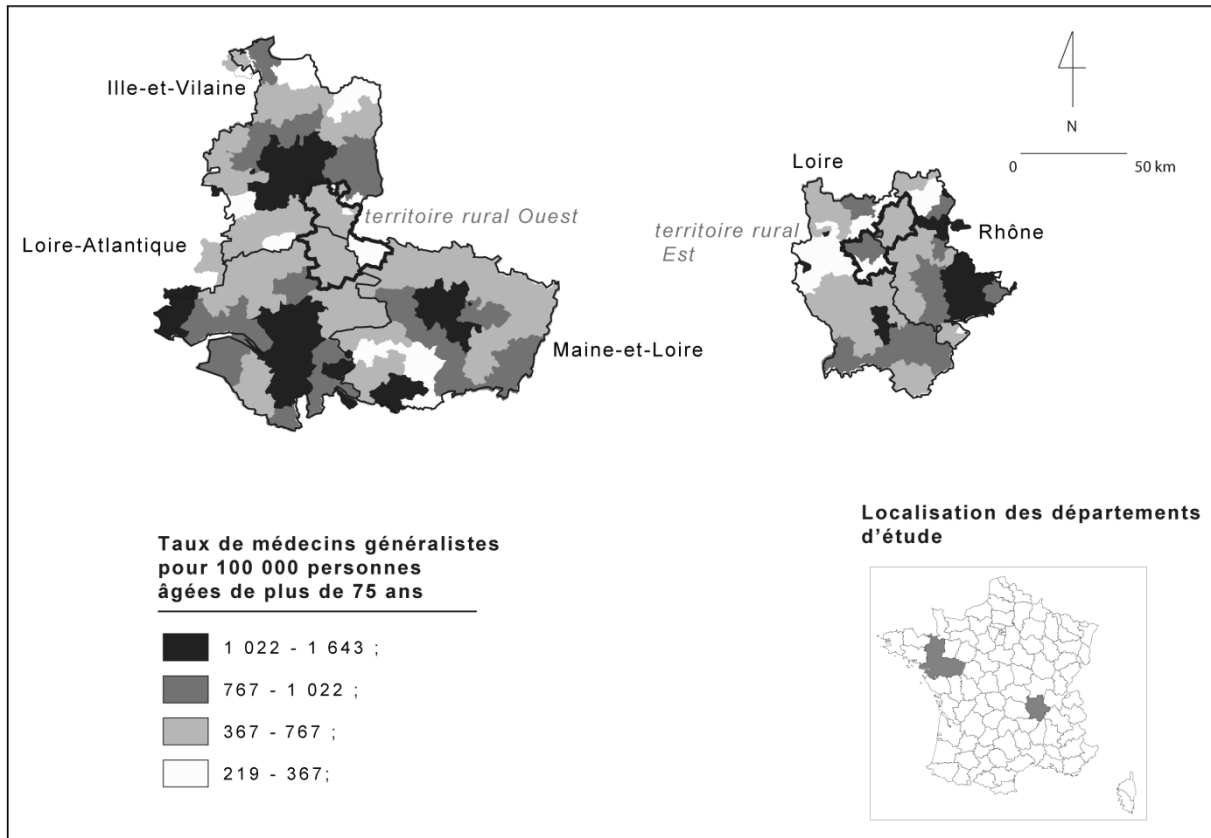 Ille-et-Vilaine
Loire
N
0 50 km
territoire rural Ouest
Loire-Atlantique
territoire rural
Est
Rhône
Maine-et-Loire
Taux de médecins généralistes
pour 100 000 personnes
âgées de plus de 75 ans
1 022 - 1 643 ;
767 - 1 022 ;
367 - 767 ;
219 - 367;
Localisation des départements
d'étude